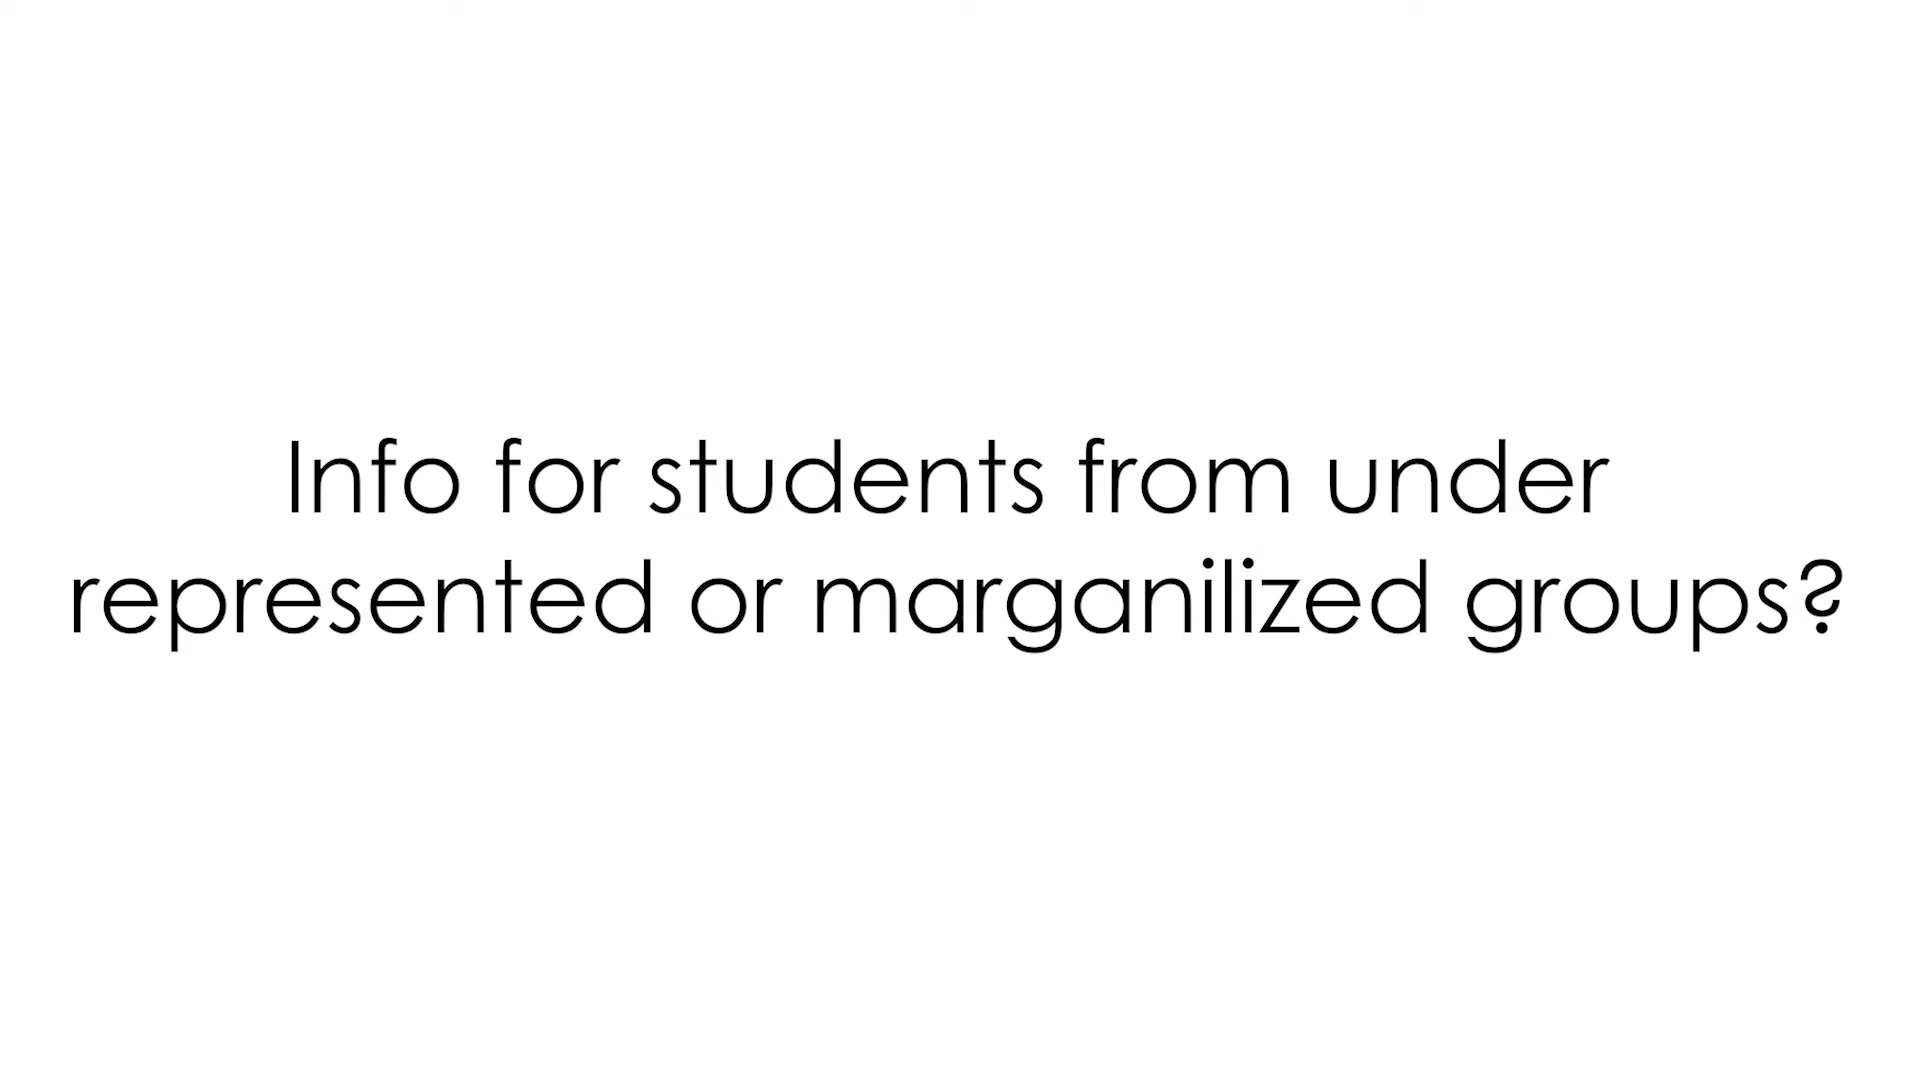 Info for students from under
represented or marganilized groups?